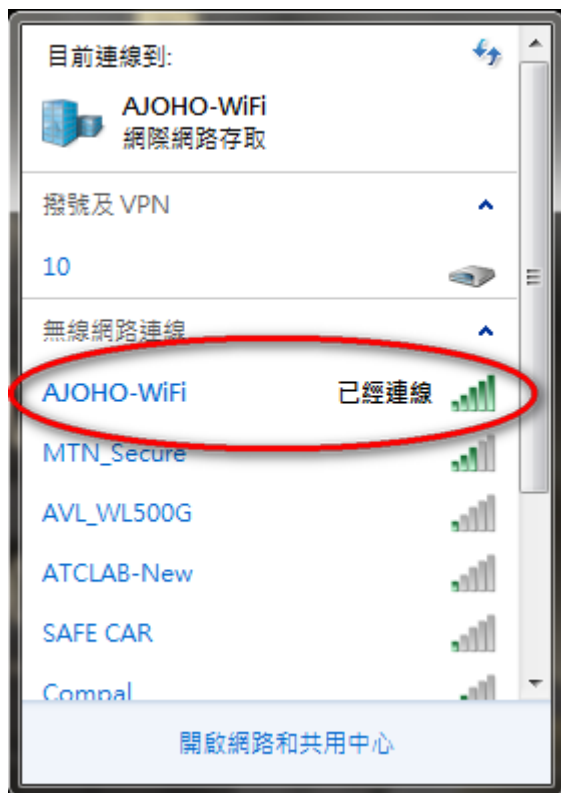 目前連線到:
AJOHO-WiFi
網際網路存取
撥號及 VPN
10
無線網路連線
AJOHO-WiFi 已經連線
MTN_Secure
AVL_WL500G
ATCLAB-New
SAFE CAR
Compal
開啟網路和共用中心